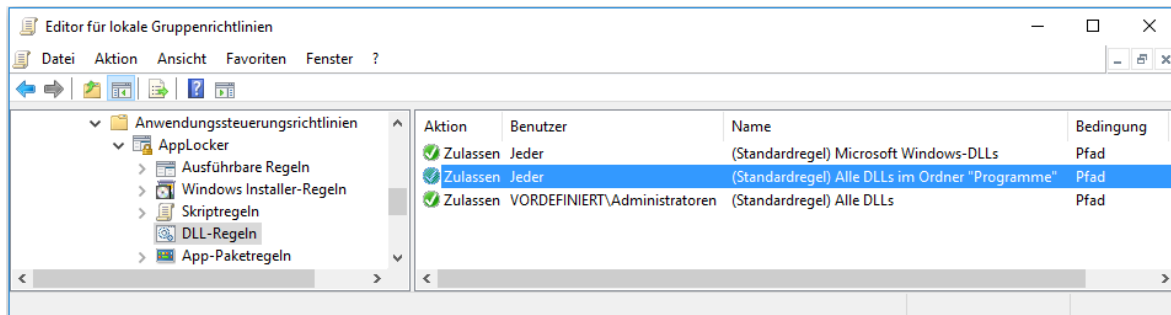 Editor für lokale Gruppenrichtlinien
Datei Aktion Ansicht Favoriten Fenster ?
Anwendungssteuerungsrichtlinien
AppLocker
Ausführbare Regeln
Windows Installer-Regeln
Skriptregeln
DLL-Regeln
App-Paketregeln
Aktion Benutzer Name Bedingung
Zulassen Jeder (Standardregel) Microsoft Windows-DLLs Pfad
Zulassen Jeder (Standardregel) Alle DLLs im Ordner "Programme" Pfad
Zulassen VORDEFINIERT\Administratoren (Standardregel) Alle DLLs Pfad